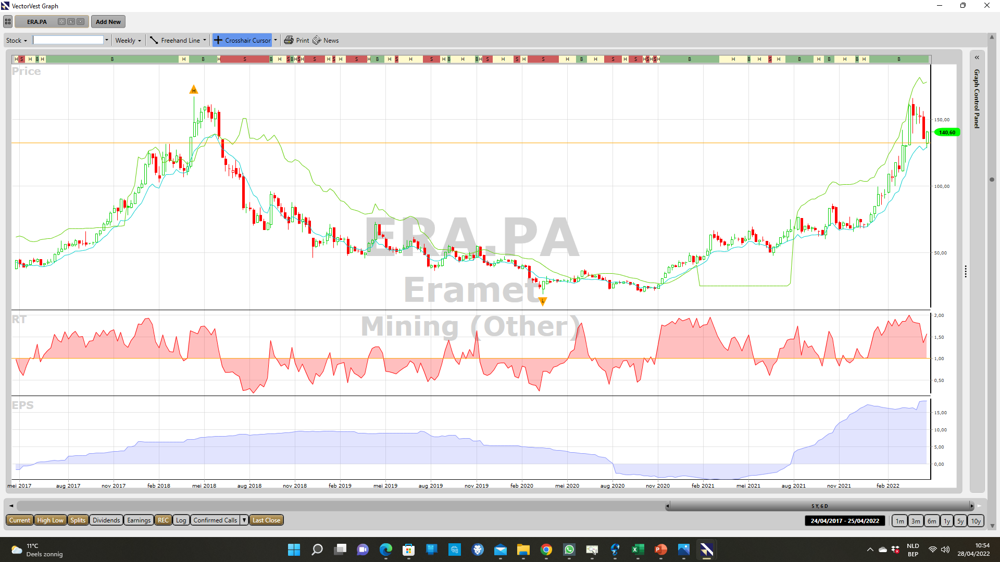 VectorVest Graph
ERA.PA Add New
Stock Weekly Freehand Line Crosshair Cursor Print News
H S H B H B H B H S B H S B H S H S H S H S H B H S H S H B H B H S H S H S H B H S H S H S H S H B H B H S H B H B H B H B
Price
H
150,00
140,60
100,00
50,00
ERA.PA
Eramet
Mining (Other)
L
RT
2,00
1,50
1,00
0,50
EPS
15,00
10,00
5,00
0,00
mei 2017 aug 2017 nov 2017 feb 2018 mei 2018 aug 2018 nov 2018 feb 2019 mei 2019 aug 2019 nov 2019 feb 2020 mei 2020 aug 2020 nov 2020 feb 2021 mei 2021 aug 2021 nov 2021 feb 2022
Graph Control Panel
5 Y, 6 D
Current High Low Splits Dividends Earnings REC Log Confirmed Calls Last Close 24/04/2017 - 25/04/2022 1m 3m 6m 1y 5y 10y
11°C
Deels zonnig
NLD
BEP
10:54
28/04/2022